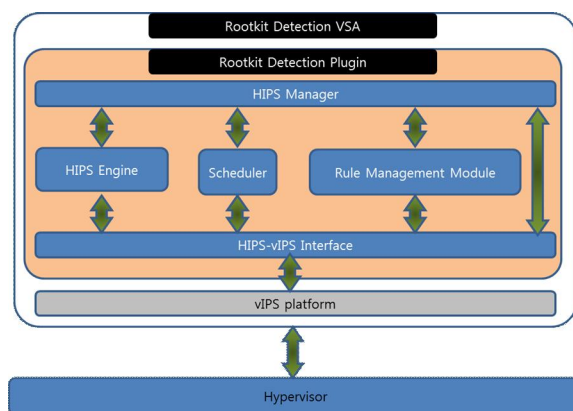 Rootkit Detection VSA
Rootkit Detection Plugin
HIPS Manager
HIPS Engine
Scheduler
Rule Management Module
HIPS-vIPS Interface
vIPS platform
Hypervisor